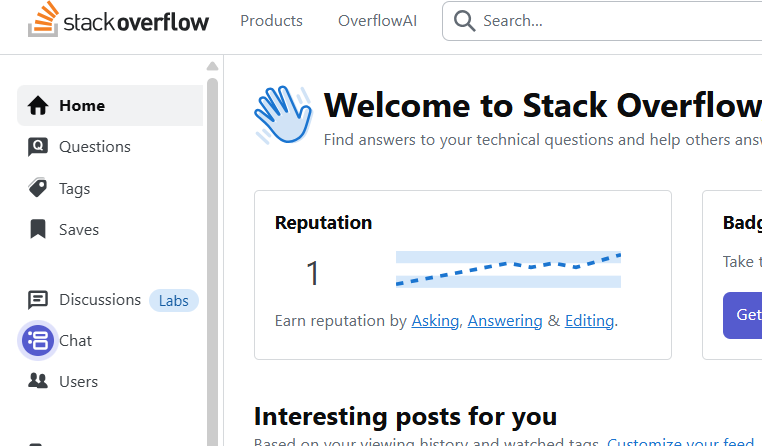 stackoverflow
Products
OverflowAI
Search...
Home
Questions
Tags
Saves
Discussions Labs
Chat
Users
Welcome to Stack Overflow
Find answers to your technical questions and help others
Reputation
1
Earn reputation by Asking, Answering & Editing.
Take
Get
Interesting posts for you
Based on your viewing history and watched tags. Customize your feed